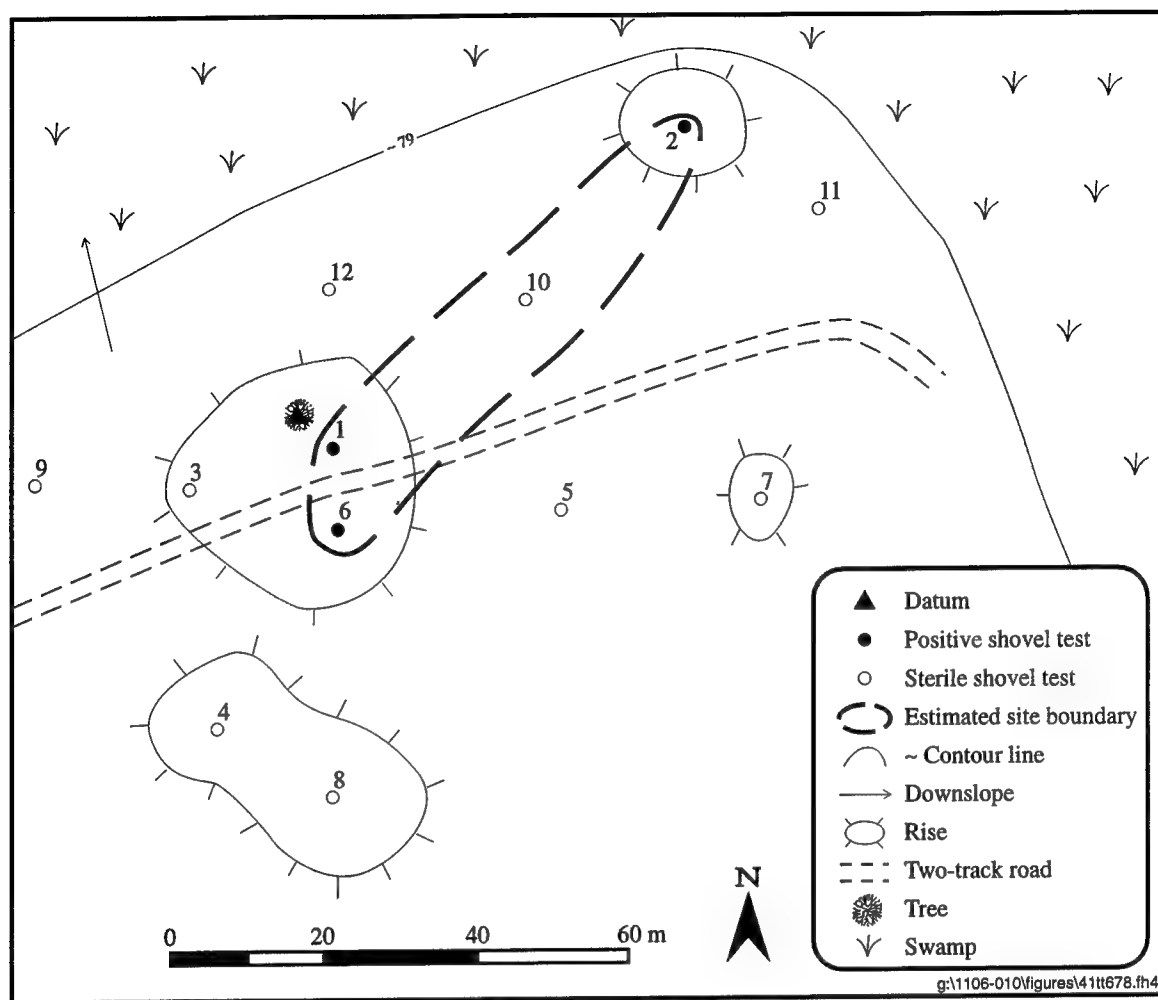 ~79
2
11
12
10
1
9
3
6
5
7
4
8
N
0 20 40 60 m
Datum
Positive shovel test
Sterile shovel test
Estimated site boundary
~ Contour line
Downslope
Rise
Two-track road
Tree
Swamp
g:\1106-010\figures\41tt678.fh4